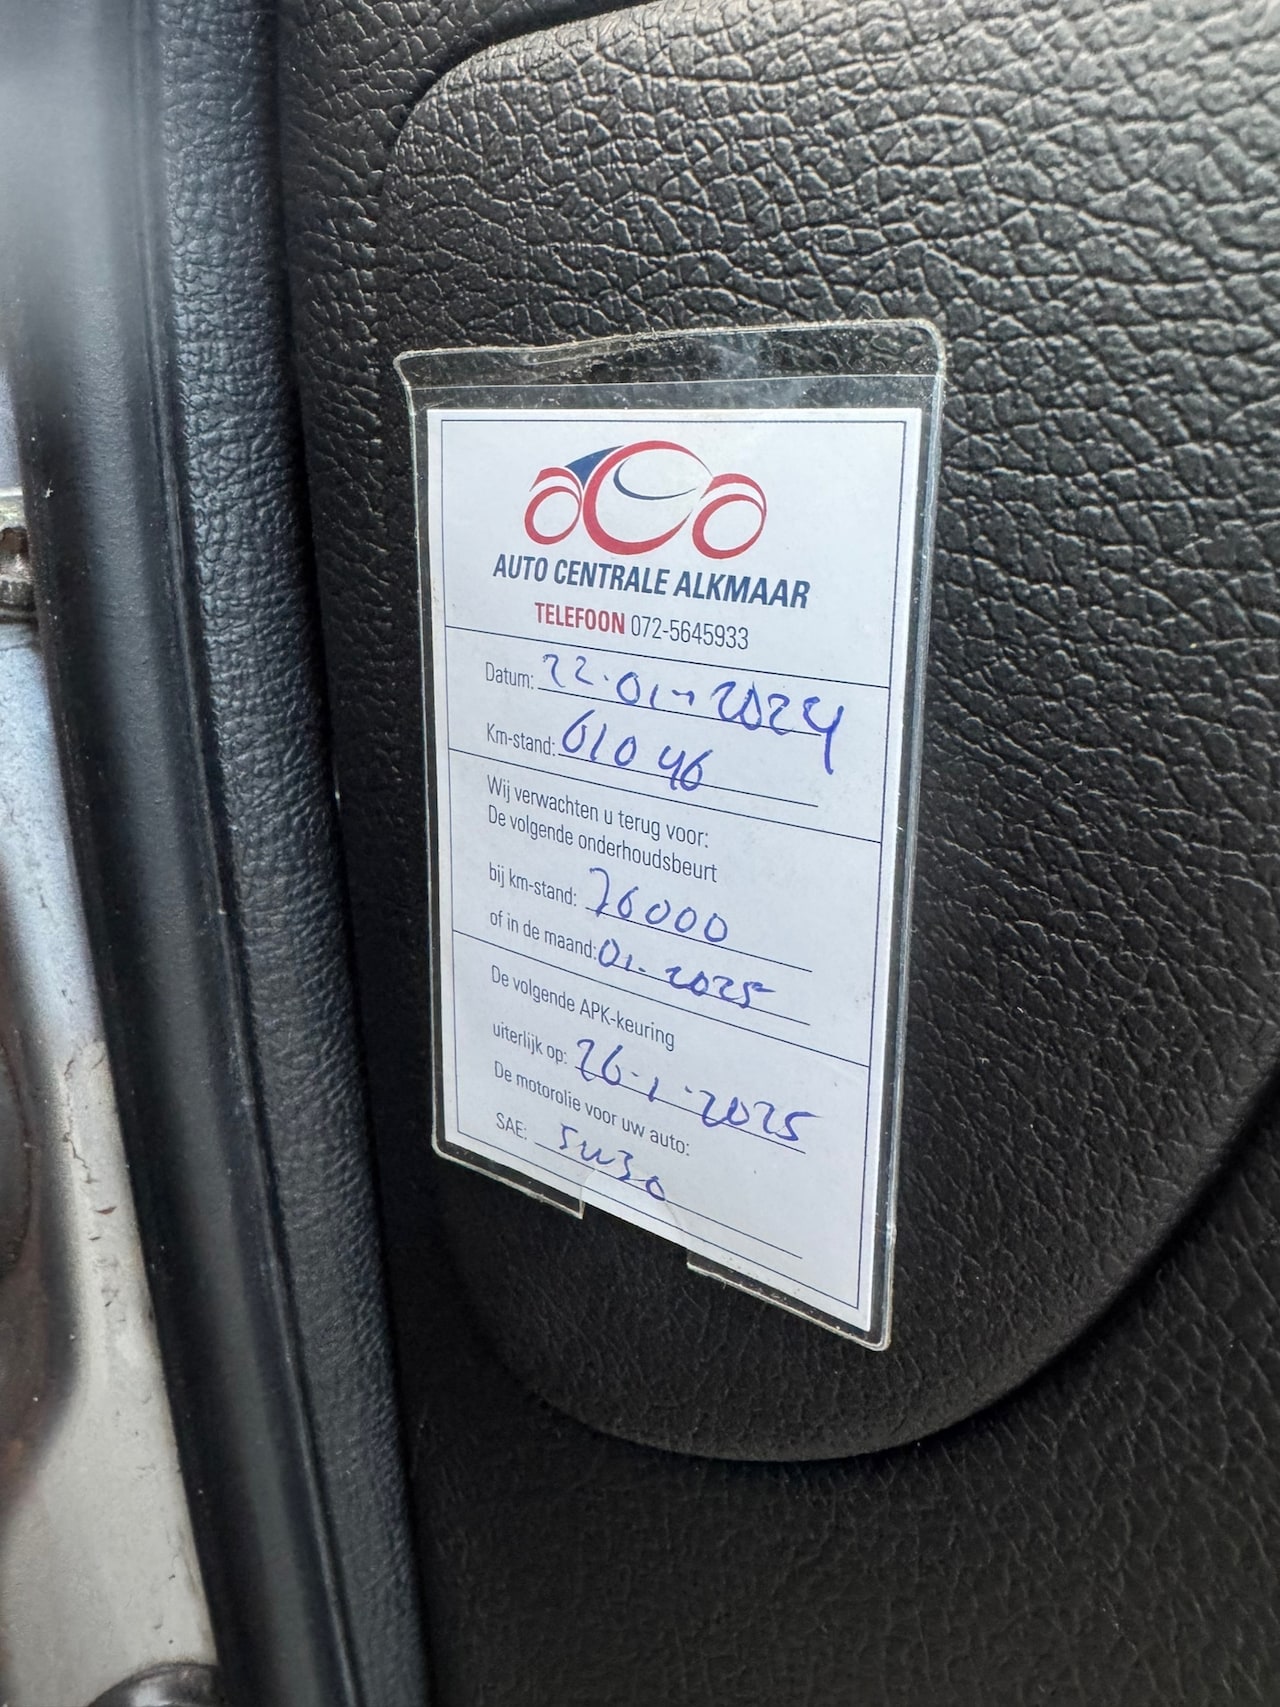 aca
AUTO CENTRALE ALKMAAR
TELEFOON 072-5645933
Datum: 22-01-2024
Km-stand: 61046
Wij verwachten u terug voor:
De volgende onderhoudsbeurt
bij km-stand: 76000
of in de maand: 01-2025
De volgende APK-keuring
uiterlijk op: 26-1-2025
De motorolie voor uw auto:
SAE: 5W30